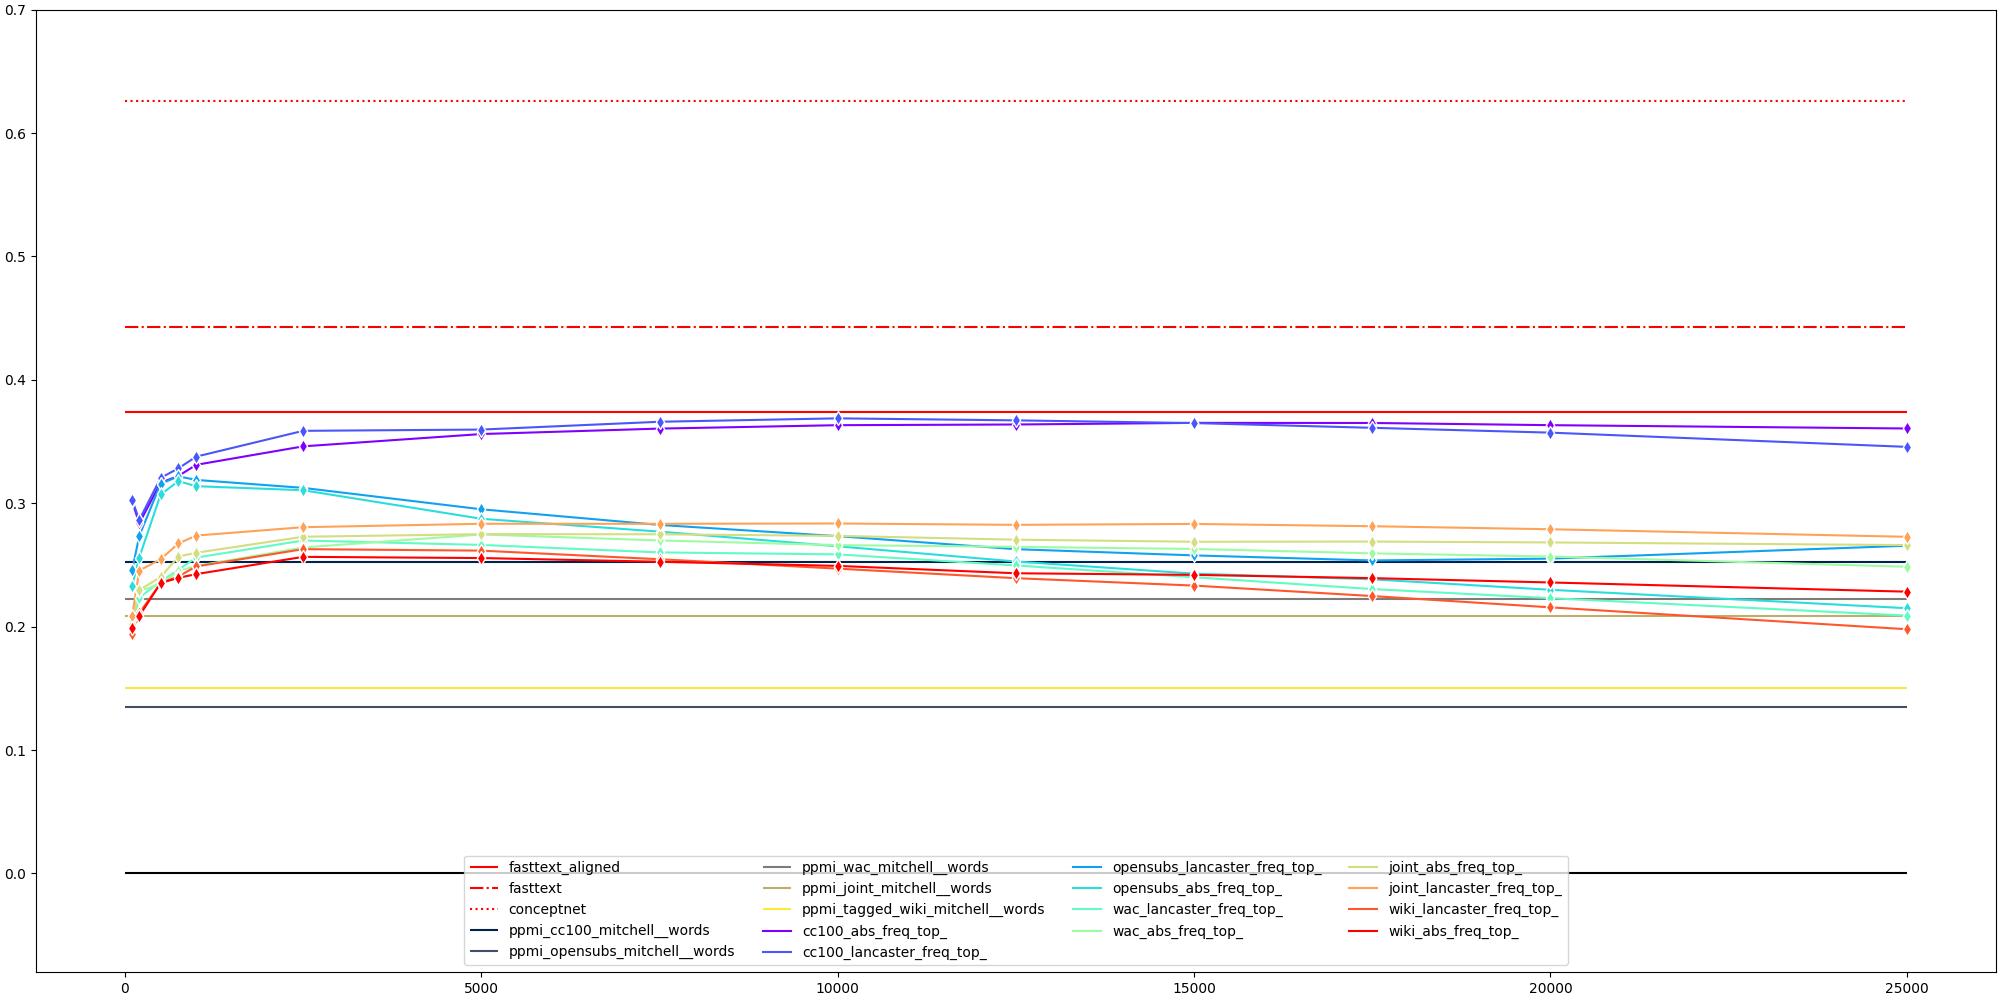 0.7
0.6
0.5
0.4
0.3
0.2
0.1
0.0
fasttext_aligned
fasttext
conceptnet
ppmi_cc100_mitchell__words
ppmi_opensubs_mitchell__words
ppmi_wac_mitchell__words
ppmi_joint_mitchell__words
ppmi_tagged_wiki_mitchell__words
cc100_abs_freq_top_
cc100_lancaster_freq_top_
opensubs_lancaster_freq_top_
opensubs_abs_freq_top_
wac_lancaster_freq_top_
wac_abs_freq_top_
joint_abs_freq_top_
joint_lancaster_freq_top_
wiki_lancaster_freq_top_
wiki_abs_freq_top_
0 5000 10000 15000 20000 25000